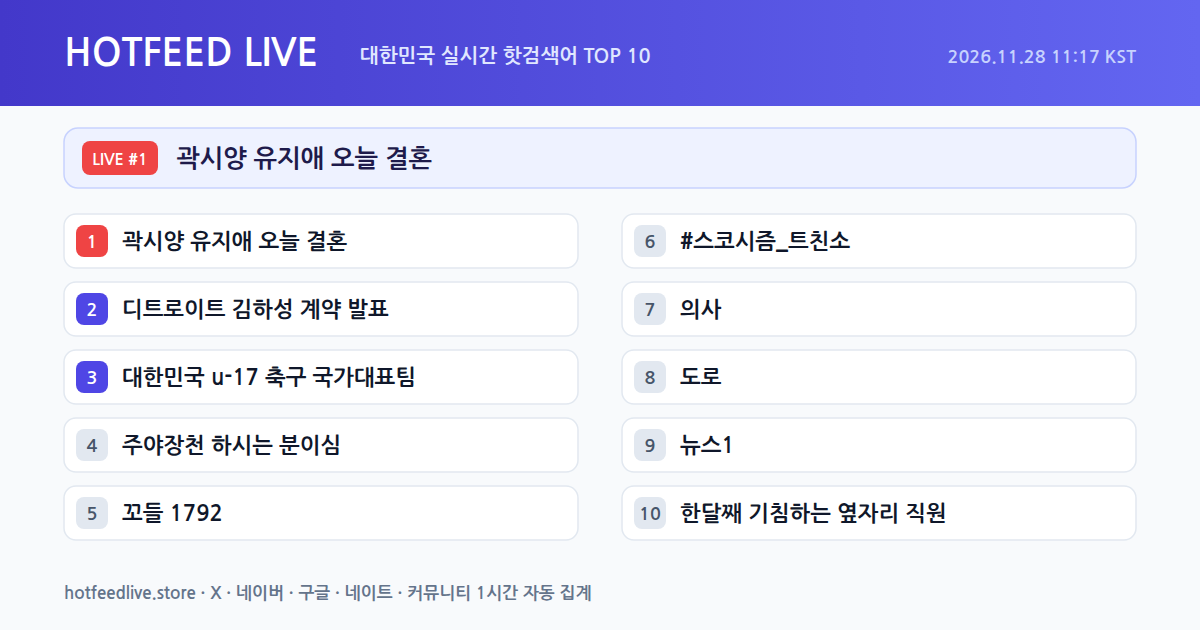 HOTFEED LIVE
대한민국 실시간 핫검색어 TOP 10
2026.11.28 11:17 KST
LIVE #1 곽시양 유지애 오늘 결혼
1 곽시양 유지애 오늘 결혼
2 디트로이트 김하성 계약 발표
3 대한민국 u-17 축구 국가대표팀
4 주야장천 하시는 분이심
5 꼬들 1792
6 #스코시즘_트친소
7 의사
8 도로
9 뉴스1
10 한달째 기침하는 옆자리 직원
hotfeedlive.store · X · 네이버 · 구글 · 네이트 · 커뮤니티 1시간 자동 집계